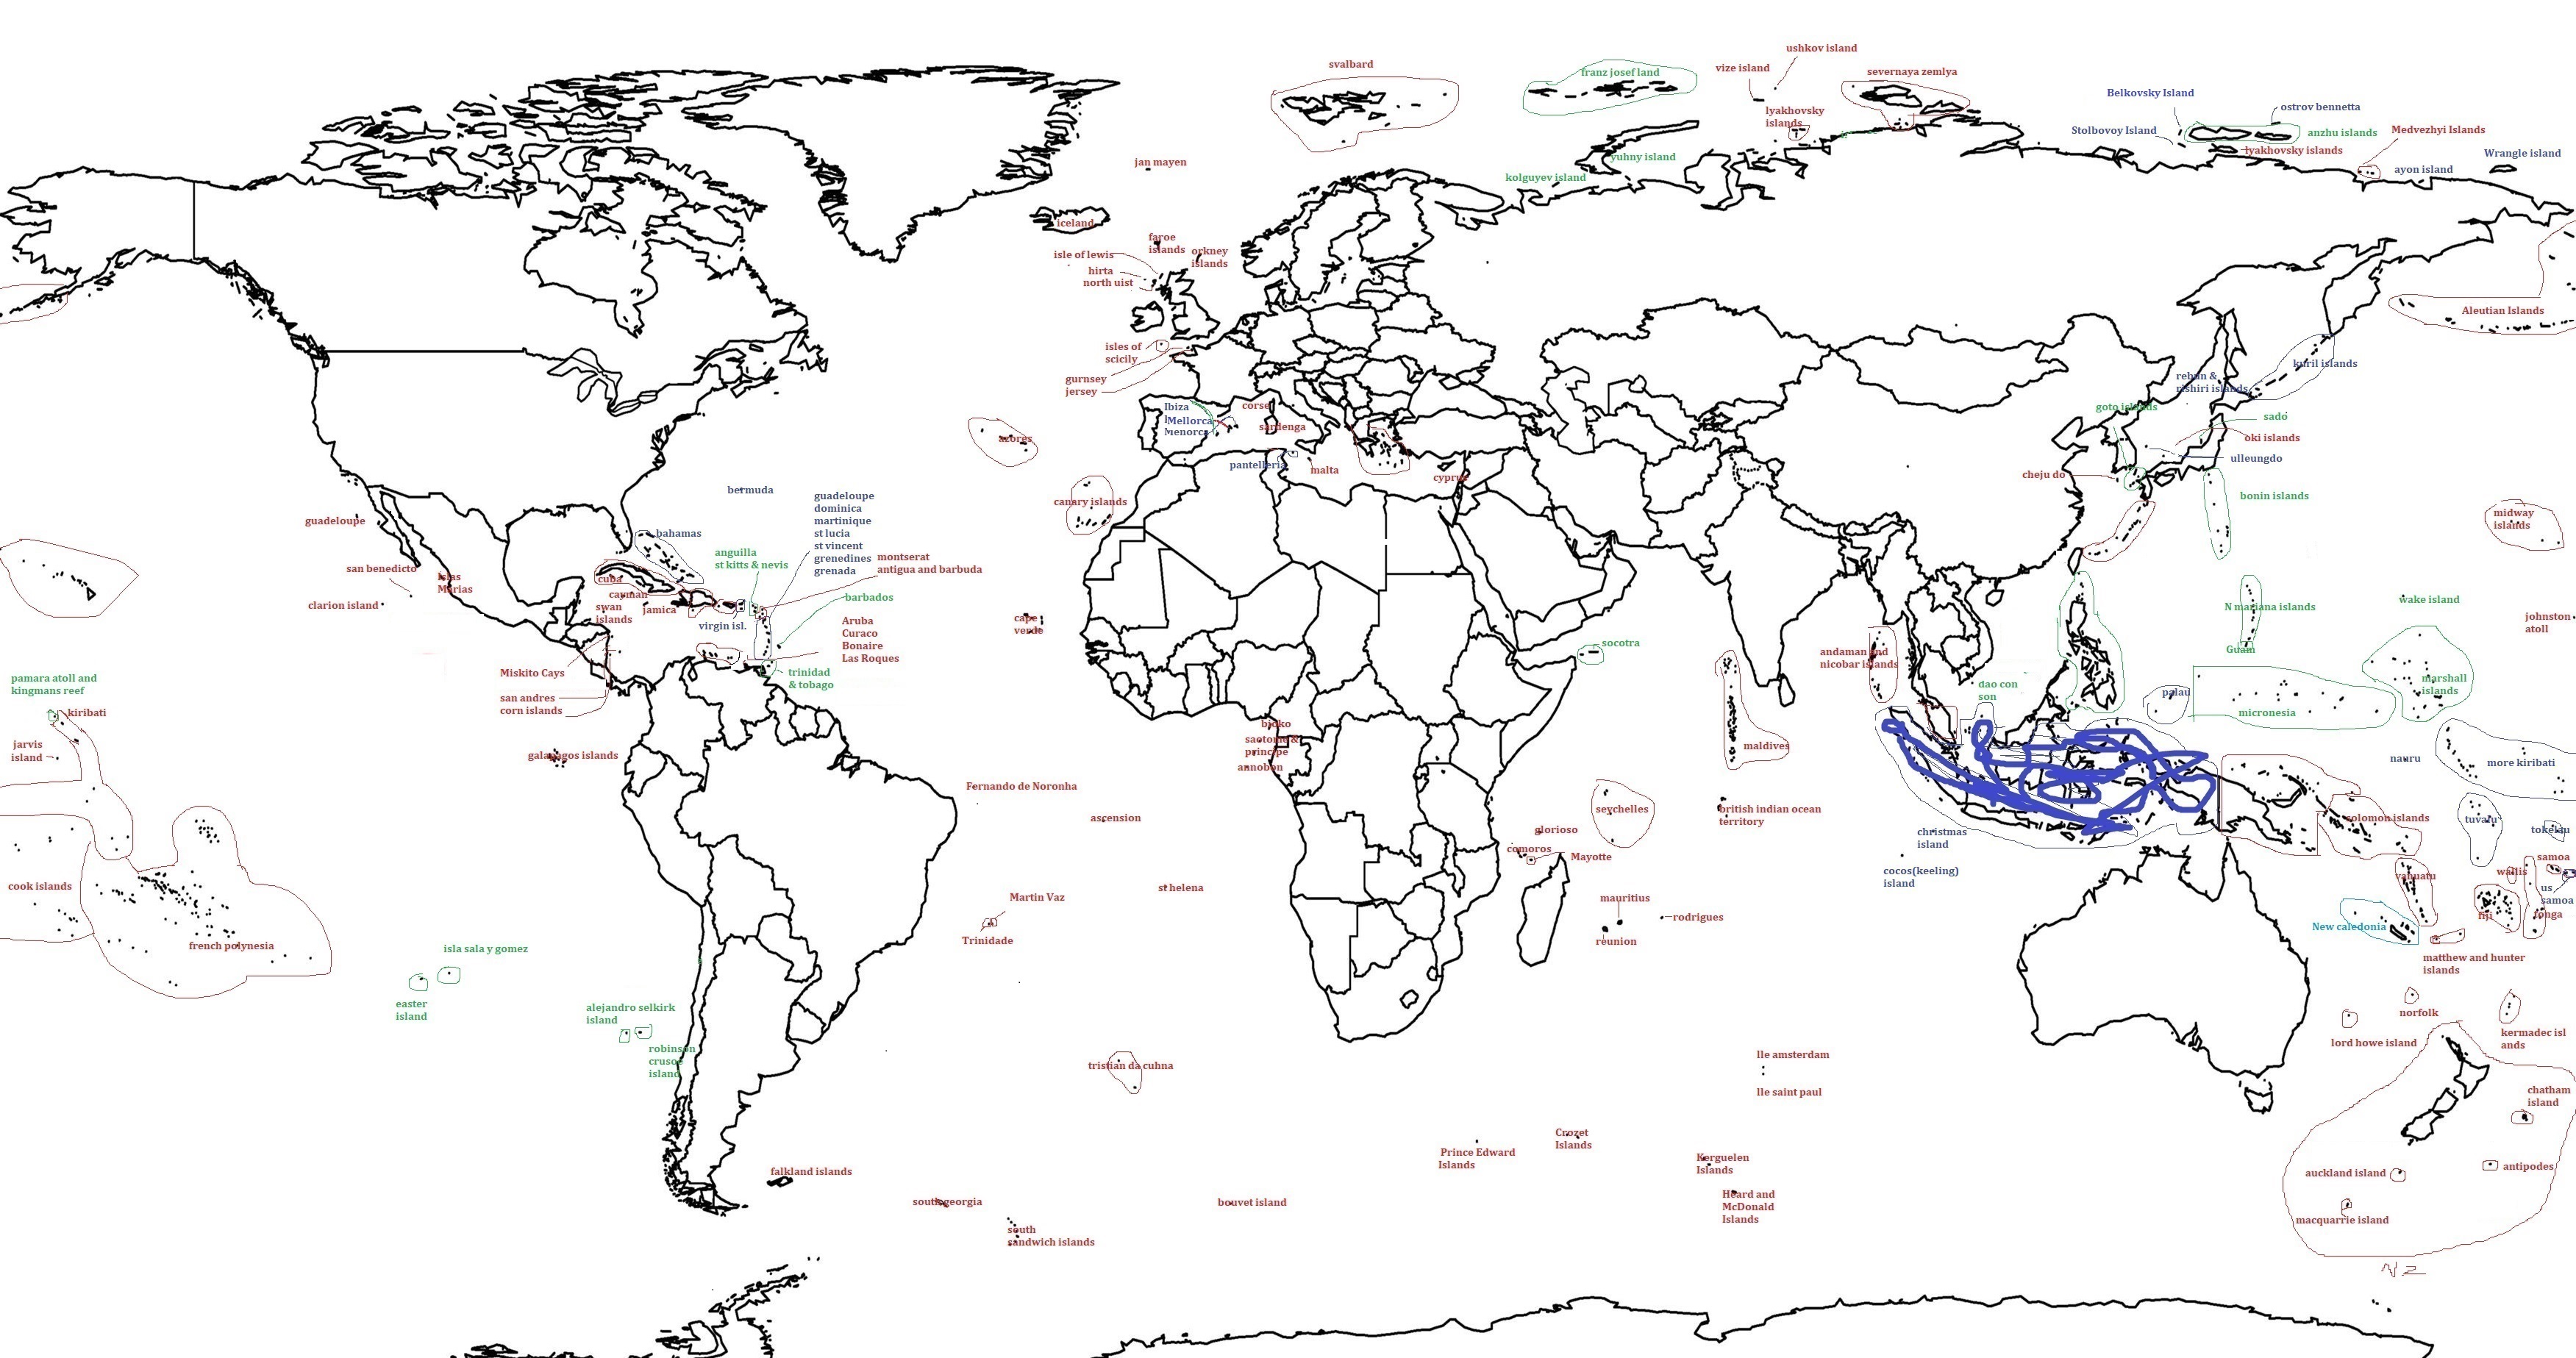 ushkov island
svalbard
vize island
franz josef land
severnaya zemlya
Belkovsky Island
ostrov bennetta
lyakhovsky
islands
Stolbovoy Island
anzhu islands
Medvezhyi Islands
lyakhovsky islands
Wrangle island
yuhny island
jan mayen
ayon island
kolguyev island
iceland
faroe
islands
orkney
islands
isle of lewis
hirta
north uist
Aleutian Islands
isles of
scicily
kuril islands
gurnsey
jersey
rebun &
rishiri islands
Ibiza
Mellorca
Menorca
corse
sardenga
goto islands
sado
oki islands
azores
ulleungdo
pantelleria
malta
cyprus
cheju do
bermuda
bonin islands
canary islands
guadeloupe
dominica
martinique
st lucia
st vincent
grenedines
grenada
midway
islands
guadeloupe
bahamas
anguilla
st kitts & nevis
montserrat
antigua and barbuda
san benedicto
Islas
Marias
cuba
cayman
swan
islands
jamica
barbados
clarion island
virgin isl.
N mariana islands
wake island
johnston
atoll
cape
verde
Aruba
Curaco
Bonaire
Las Roques
socotra
andaman and
nicobar islands
Guam
Miskito Cays
trinidad
& tobago
pamara atoll and
kingmans reef
san andres
corn islands
dao con
son
palau
marshall
islands
micronesia
kiribati
bioko
saotome &
principe
annobon
jarvis
island
galapagos islands
maldives
nauru
more kiribati
Fernando de Noronha
ascension
seychelles
british indian ocean
territory
solomon islands
tuvalu
tokelau
glorioso
comoros
Mayotte
christmas
island
cocos(keeling)
island
samoa
wallis
vanuatu
us
samoa
cook islands
st helena
Martin Vaz
mauritius
rodrigues
fiji
tonga
New caledonia
french polynesia
Trinidade
reunion
isla sala y gomez
matthew and hunter
islands
easter
island
alejandro selkirk
island
norfolk
robinson
crusoe
island
lord howe island
kermadec isl
ands
tristian da cuhna
lle amsterdam
lle saint paul
chatham
island
Crozet
Islands
Prince Edward
Islands
Kerguelen
Islands
antipodes
auckland island
falkland islands
south georgia
bouvet island
Heard and
McDonald
Islands
macquarrie island
south
sandwich islands
NZ